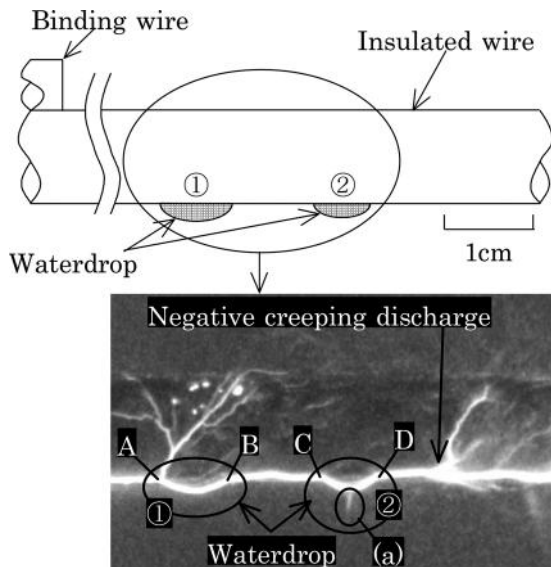 Binding wire
Insulated wire
① ②
Waterdrop
1cm
Negative creeping discharge
A B C D
① ②
Waterdrop (a)